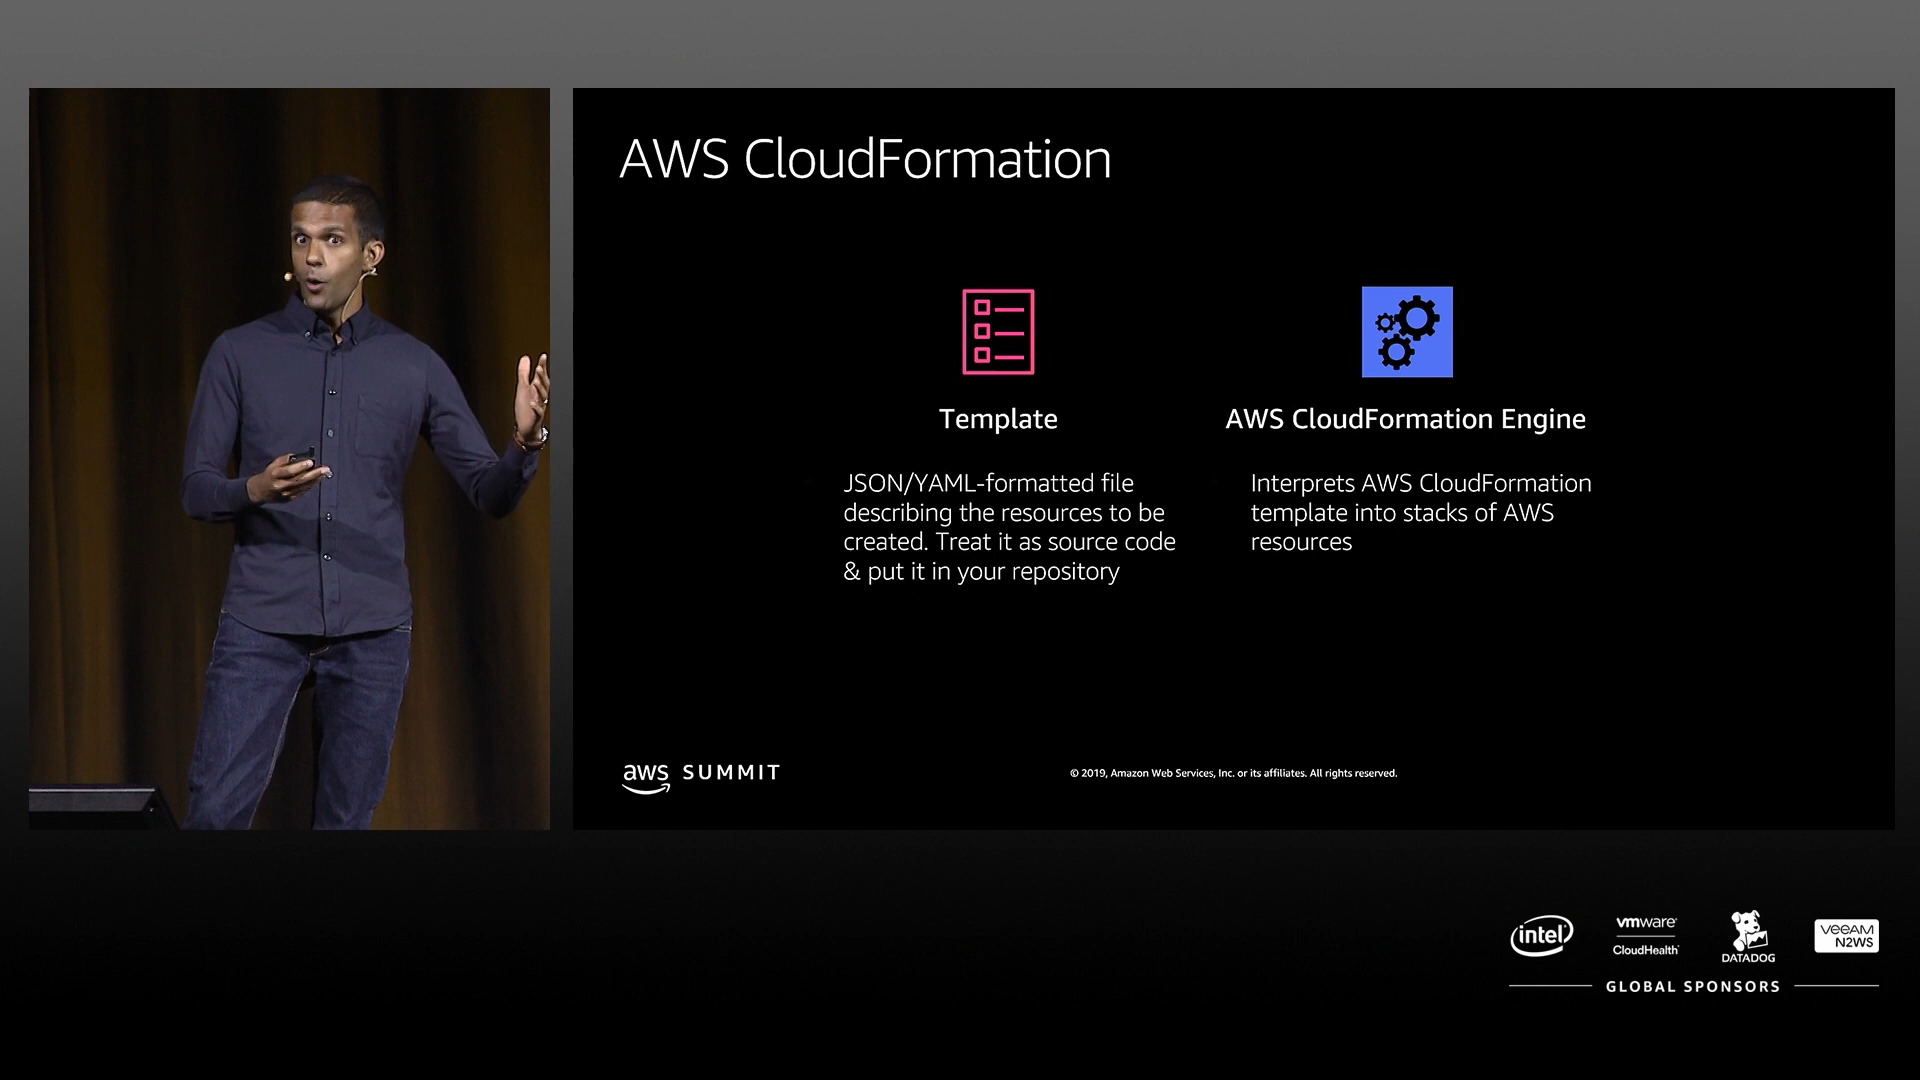 AWS CloudFormation
Template
JSON/YAML-formatted file
describing the resources to be
created. Treat it as source code
& put it in your repository
AWS CloudFormation Engine
Interprets AWS CloudFormation
template into stacks of AWS
resources
aws SUMMIT
© 2019, Amazon Web Services, Inc. or its affiliates. All rights reserved.
intel
vmware
CloudHealth
DATADOG
VEEAM
N2WS
GLOBAL SPONSORS